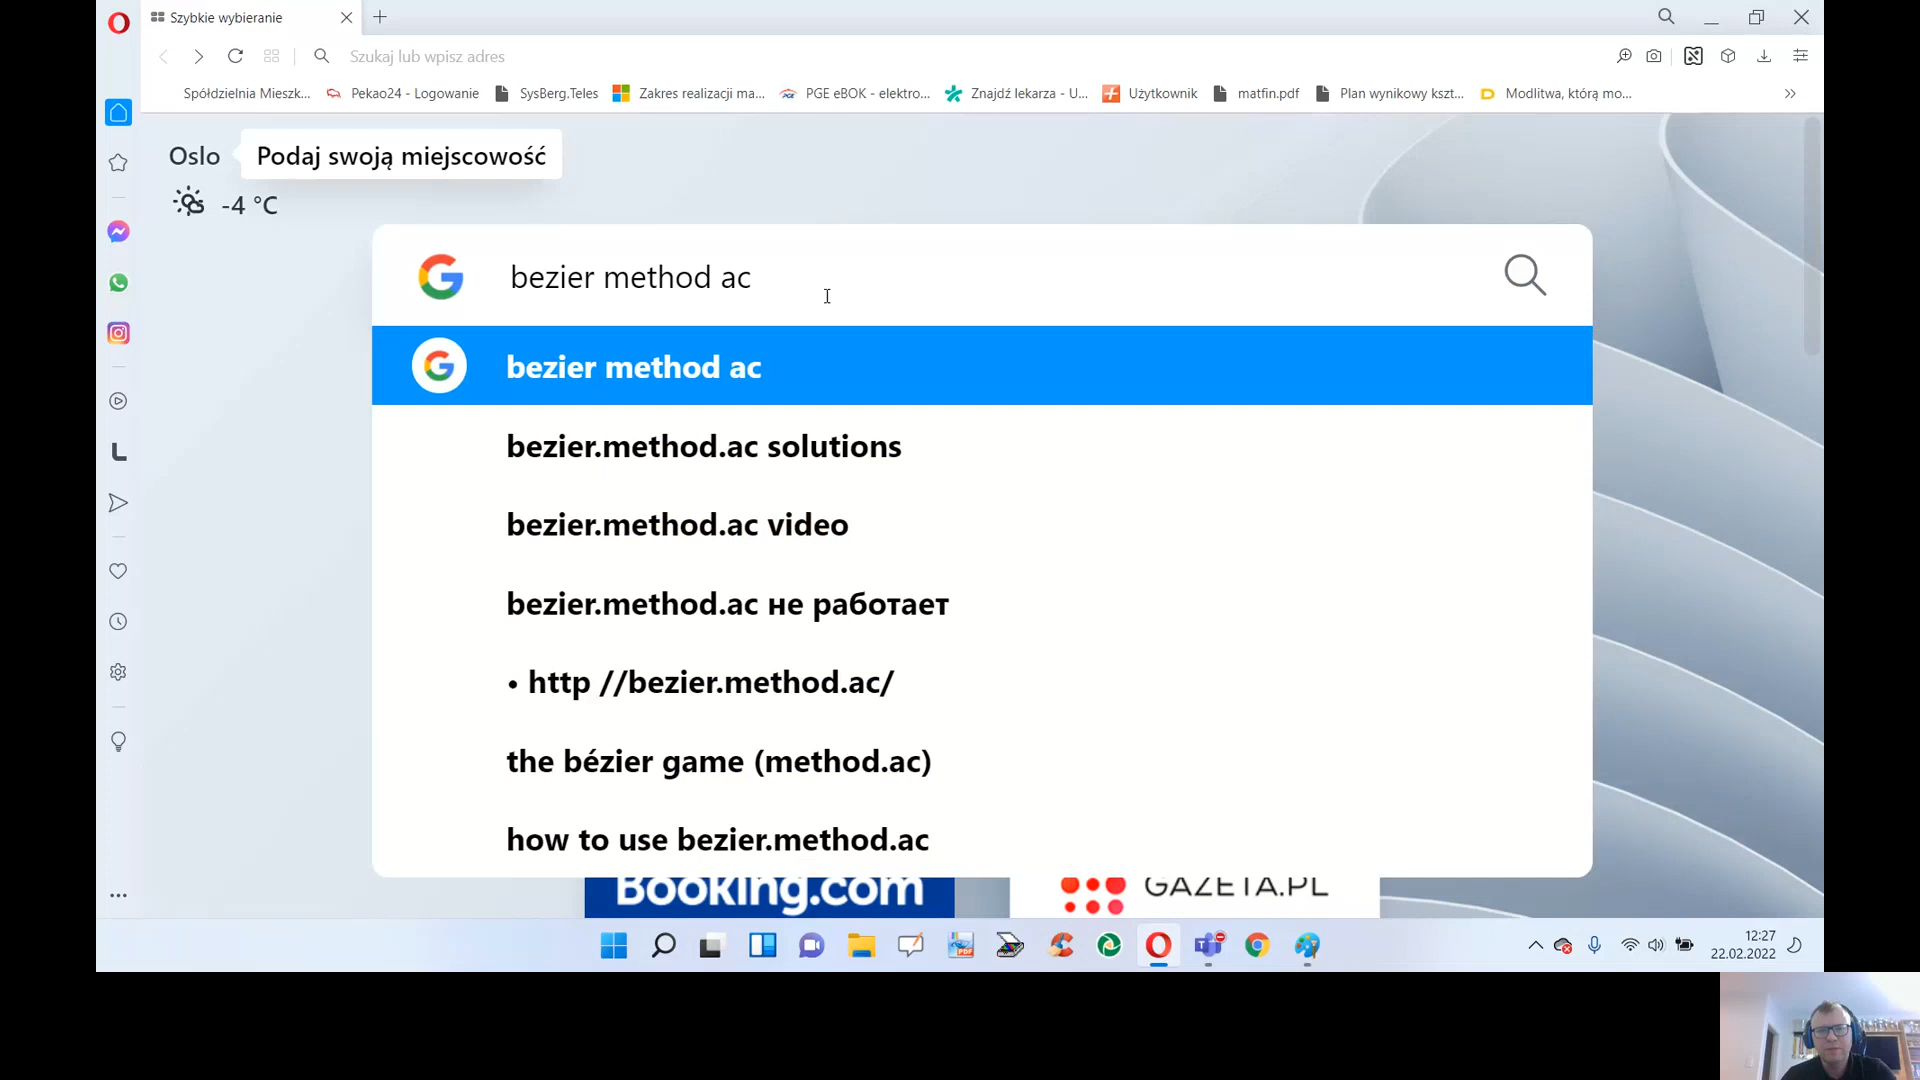 Szybkie wybieranie
Szukaj lub wpisz adres
Spółdzielnia Mieszk... Pekao24 - Logowanie SysBerg.Teles Zakres realizacji ma... PGE eBOK - elektro... Znajdź lekarza - U... Użytkownik matfin.pdf Plan wynikowy kszt... Modlitwa, którą mo...
Oslo Podaj swoją miejscowość
-4 °C
bezier method ac
bezier method ac
bezier.method.ac solutions
bezier.method.ac video
bezier.method.ac не работает
• http //bezier.method.ac/
the bézier game (method.ac)
how to use bezier.method.ac
Booking.com GAZETA.PL
12:27
22.02.2022